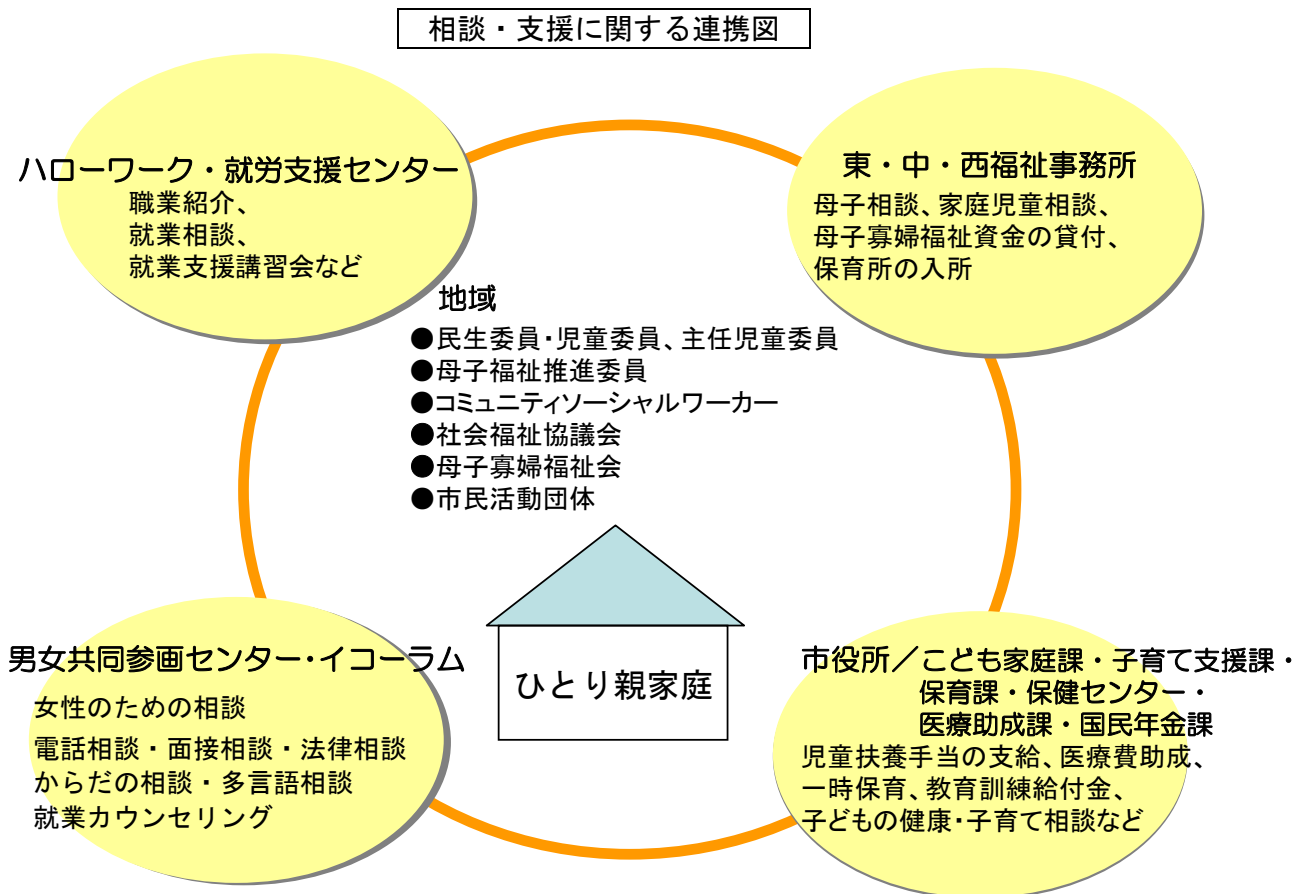 相談・支援に関する連携図
ハローワーク・就労支援センター
職業紹介、
就業相談、
就業支援講習会など
東・中・西福祉事務所
母子相談、家庭児童相談、
母子寡婦福祉資金の貸付、
保育所の入所
地域
●民生委員・児童委員、主任児童委員
●母子福祉推進委員
●コミュニティソーシャルワーカー
●社会福祉協議会
●母子寡婦福祉会
●市民活動団体
ひとり親家庭
男女共同参画センター・イコーラム
女性のための相談
電話相談・面接相談・法律相談
からだの相談・多言語相談
就業カウンセリング
市役所／こども家庭課・子育て支援課・
保育課・保健センター・
医療助成課・国民年金課
児童扶養手当の支給、医療費助成、
一時保育、教育訓練給付金、
子どもの健康・子育て相談など